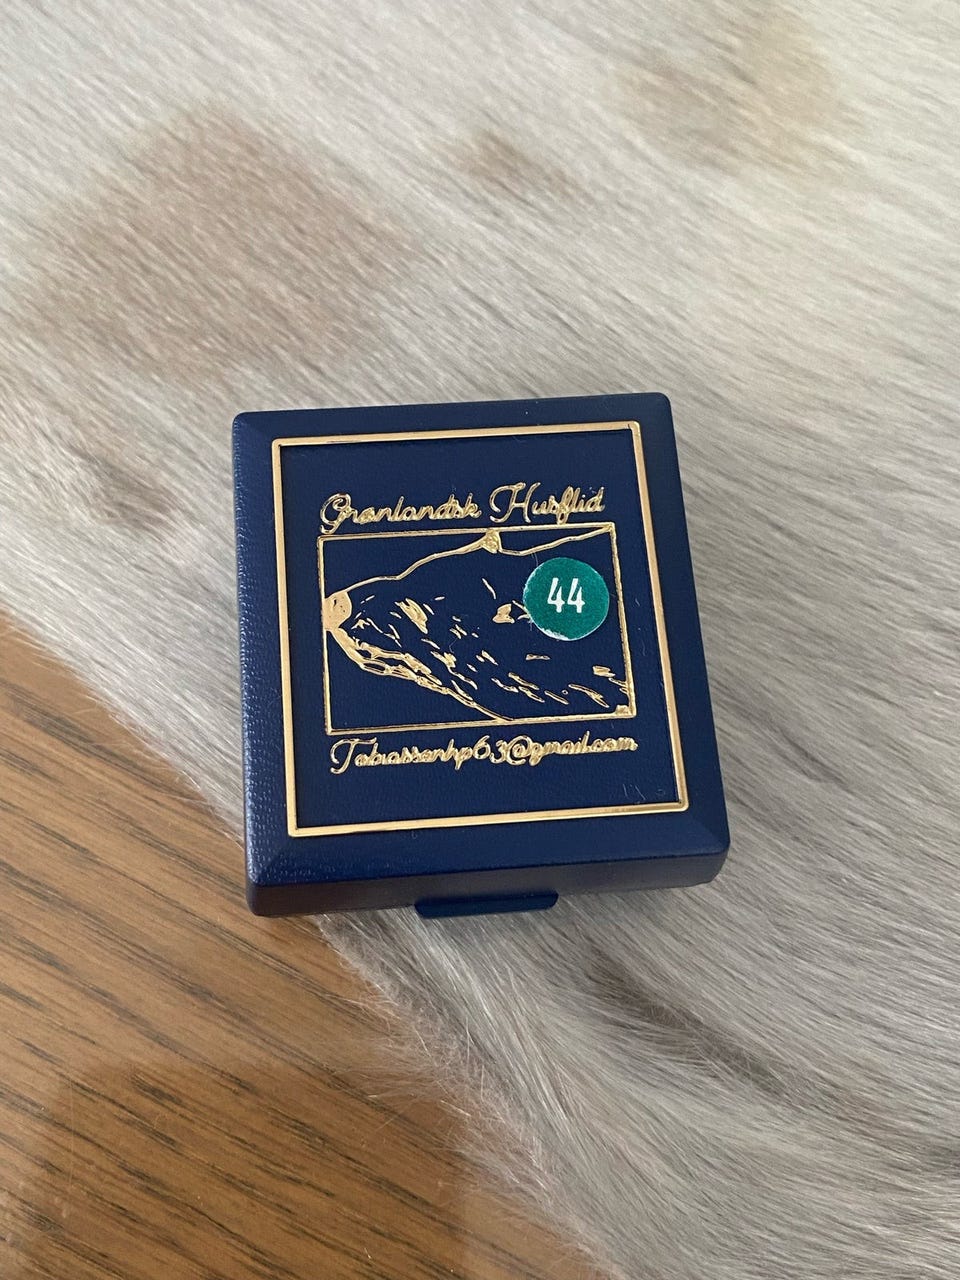 Grønlandsk Husflid
44
Tobiassenhp63@gmail.com